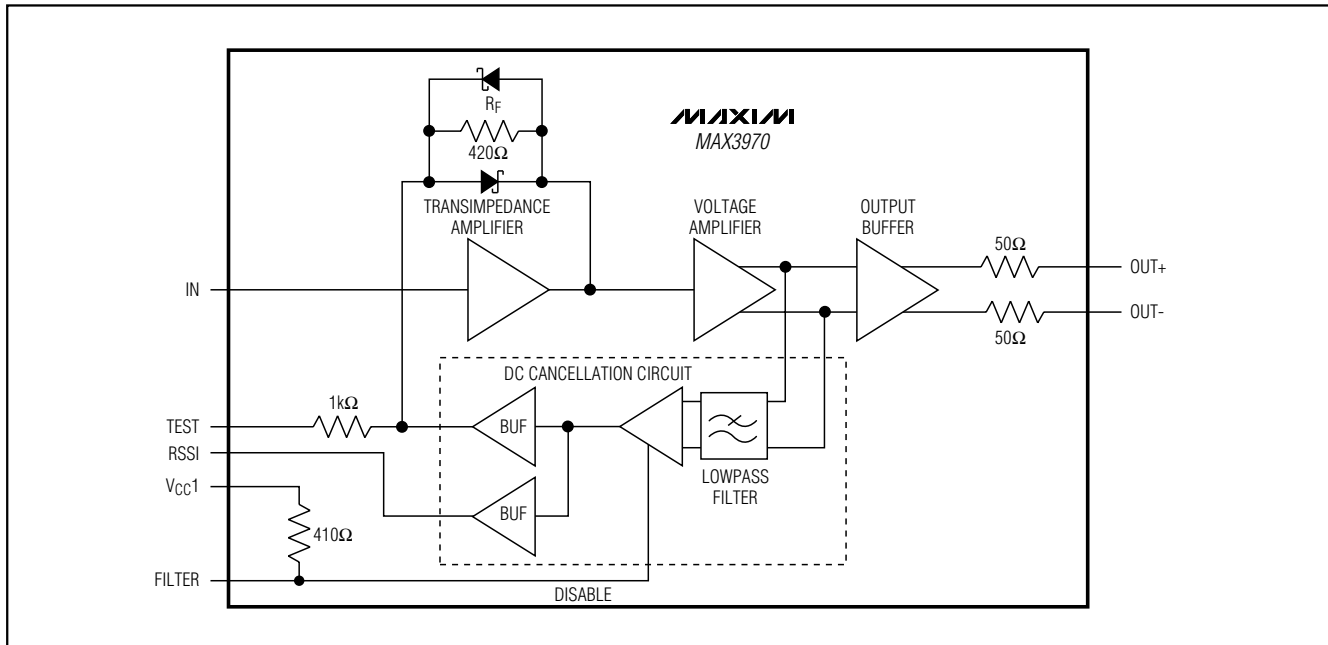 RF
420Ω
MAXIM
MAX3970
TRANSIMPEDANCE
AMPLIFIER
VOLTAGE
AMPLIFIER
OUTPUT
BUFFER
50Ω
OUT+
IN
OUT-
50Ω
DC CANCELLATION CIRCUIT
1kΩ
TEST
BUF
RSSI
LOWPASS
FILTER
VCC1
BUF
410Ω
FILTER
DISABLE